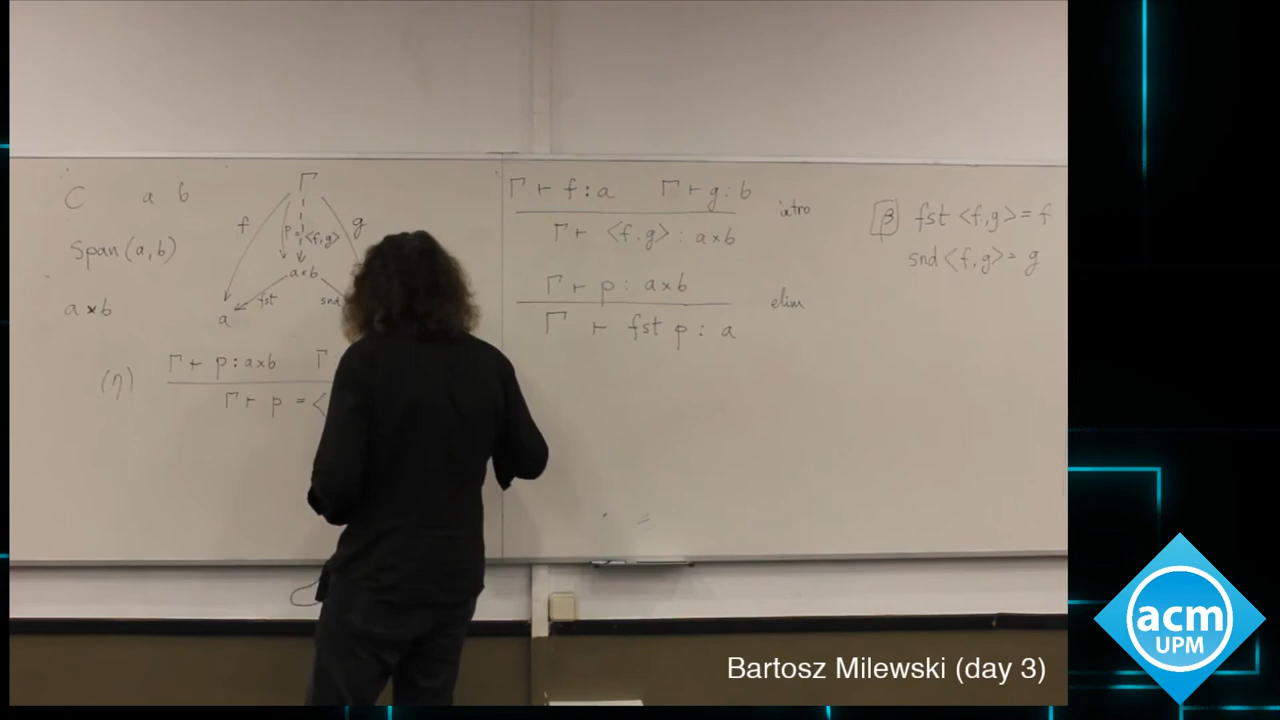 C a b
Span(a,b)
a×b
Γ
f
g
p = <f,g>
a×b
fst
snd
a
(η)
Γ ⊢ p : a×b Γ
Γ ⊢ p = <
Γ ⊢ f : a Γ ⊢ g : b
intro
Γ ⊢ <f,g> : a×b
Γ ⊢ p : a×b
elim
Γ ⊢ fst p : a
β fst <f,g> = f
snd <f,g> = g
acm
UPM
Bartosz Milewski (day 3)